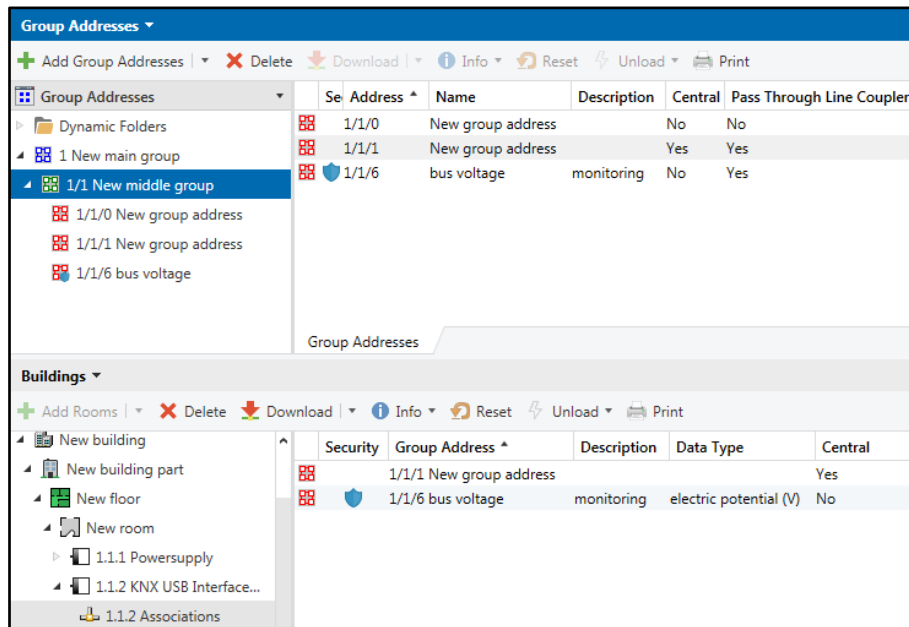 Group Addresses
Add Group Addresses Delete Download Info Reset Unload Print
Group Addresses
Dynamic Folders
1 New main group
1/1 New middle group
1/1/0 New group address
1/1/1 New group address
1/1/6 bus voltage
Se Address Name Description Central Pass Through Line Coupler
1/1/0 New group address No No
1/1/1 New group address Yes Yes
1/1/6 bus voltage monitoring No Yes
Group Addresses
Buildings
Add Rooms Delete Download Info Reset Unload Print
New building
New building part
New floor
New room
1.1.1 Powersupply
1.1.2 KNX USB Interface...
1.1.2 Associations
Security Group Address Description Data Type Central
1/1/1 New group address Yes
1/1/6 bus voltage monitoring electric potential (V) No